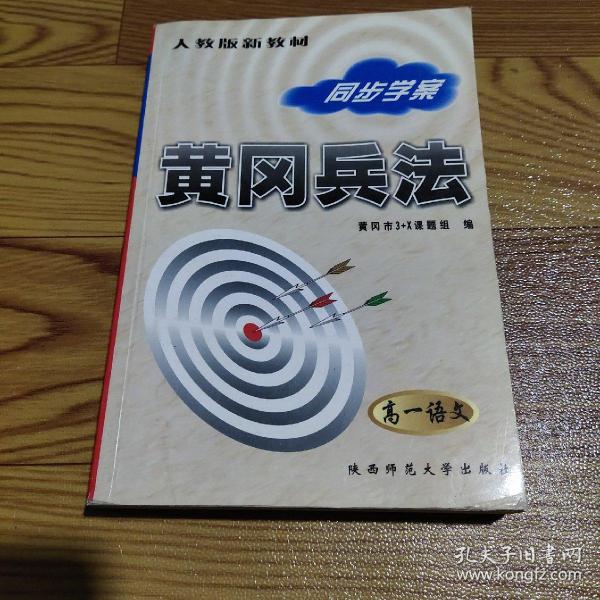 人教版新教材
同步学案
黄冈兵法
黄冈市3+X课题组 编
高一语文
陕西师范大学出版社
孔夫子旧书网
www.kongfz.com